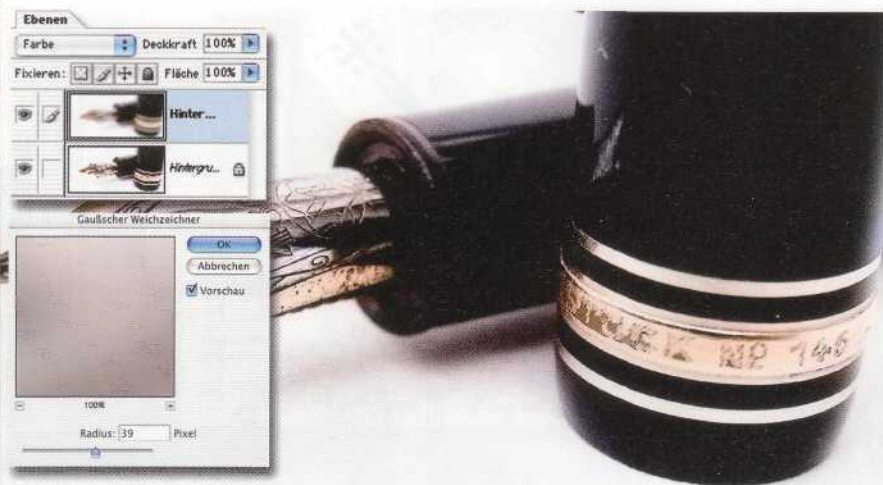 Ebenen
Farbe Deckkraft 100%
Fixieren: Fläche 100%
Hinter ...
Hintergru...
Gaußscher Weichzeichner
OK
Abbrechen
Vorschau
100%
Radius: 39 Pixel
Nº 146